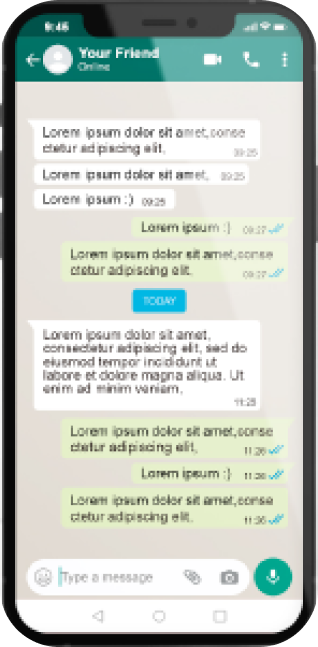 9:45
Your Friend
Online
Lorem ipsum dolor sit amet,conse
ctetur adipiscing elit,
09:25
Lorem ipsum dolor sit amet, 09:25
Lorem ipsum :) 09:25
Lorem ipsum :) 09:27
Lorem ipsum dolor sit amet,conse
ctetur adipiscing elit. 09:27
TODAY
Lorem ipsum dolor sit amet,
consectetur adipiscing elit, sed do
eiusmod tempor incididunt ut
labore et dolore magna aliqua. Ut
enim ad minim veniam,
11:25
Lorem ipsum dolor sit amet,conse
ctetur adipiscing elit, 11:26
Lorem ipsum :) 11:26
Lorem ipsum dolor sit amet,conse
ctetur adipiscing elit. 11:26
Type a message